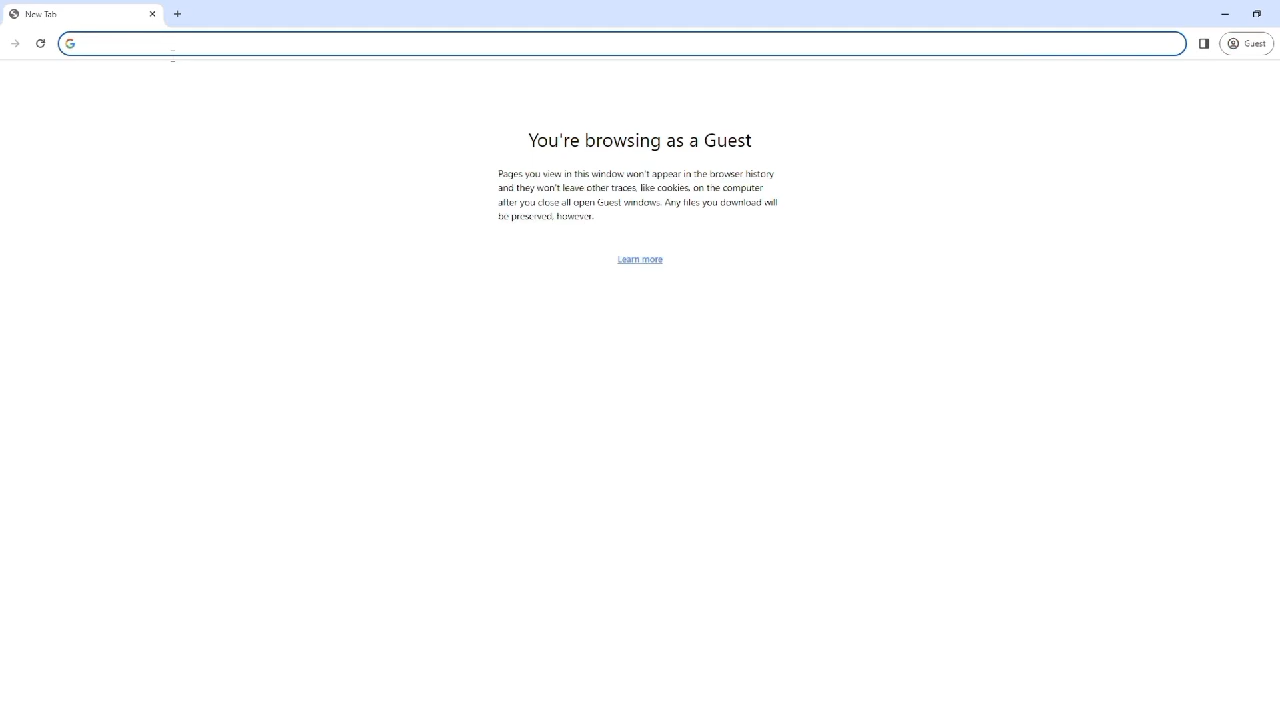 New Tab
Guest
You're browsing as a Guest
Pages you view in this window won't appear in the browser history
and they won't leave other traces, like cookies, on the computer
after you close all open Guest windows. Any files you download will
be preserved, however.
Learn more